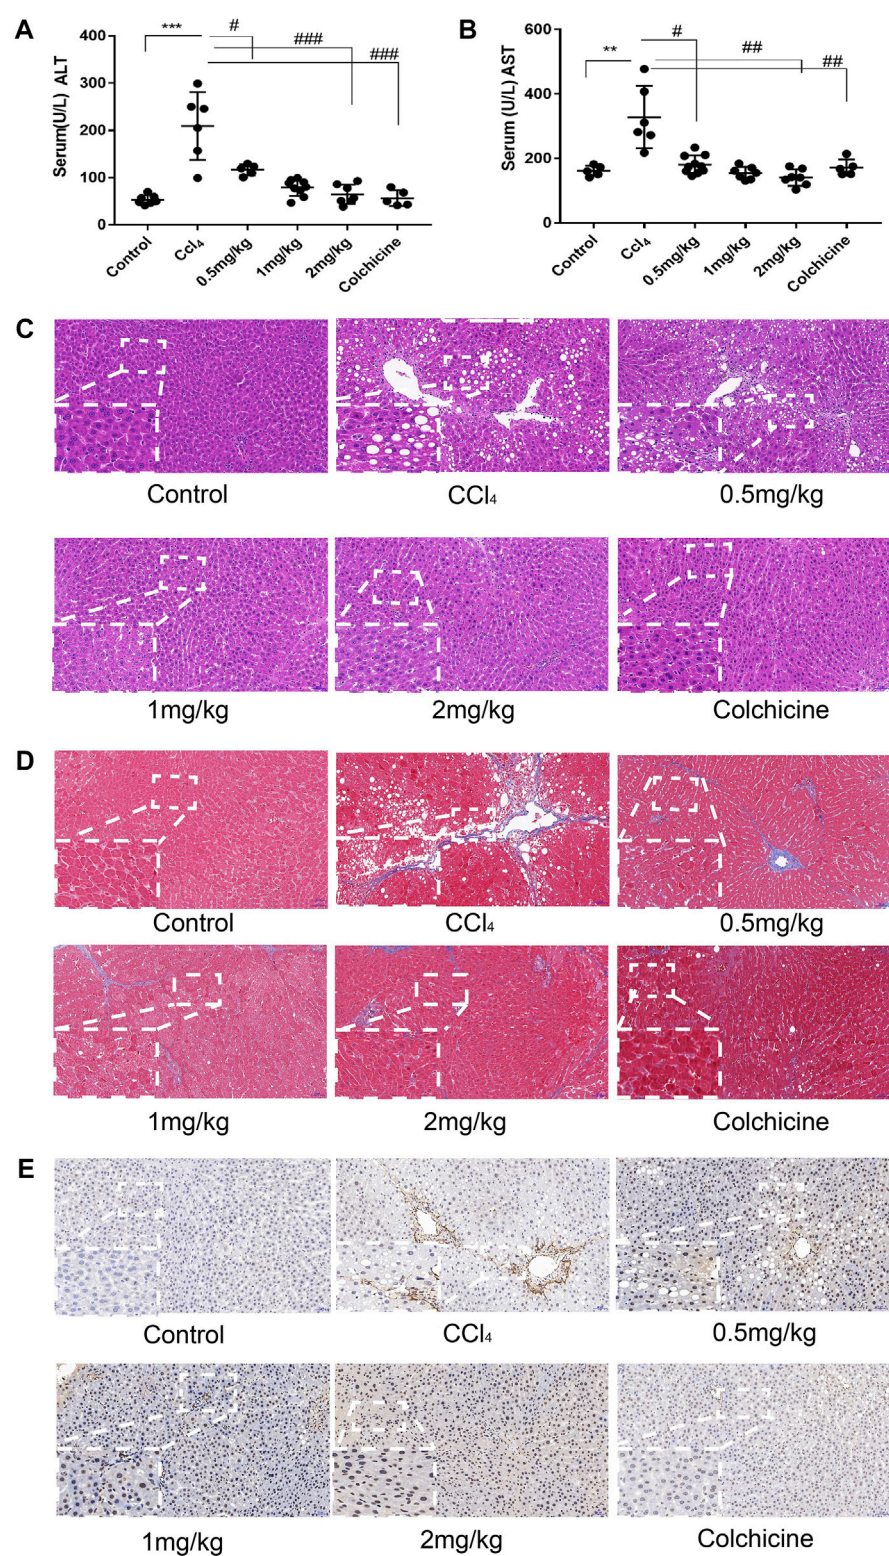 A
Serum(U/L) ALT
400
300
200
100
0
***
#
###
###
Control
Ccl₄
0.5mg/kg
1mg/kg
2mg/kg
Colchicine
B
Serum (U/L) AST
600
400
200
0
**
#
##
##
Control
Ccl₄
0.5mg/kg
1mg/kg
2mg/kg
Colchicine
C
Control CCl₄ 0.5mg/kg
1mg/kg 2mg/kg Colchicine
D
Control CCl₄ 0.5mg/kg
1mg/kg 2mg/kg Colchicine
E
Control CCl₄ 0.5mg/kg
1mg/kg 2mg/kg Colchicine